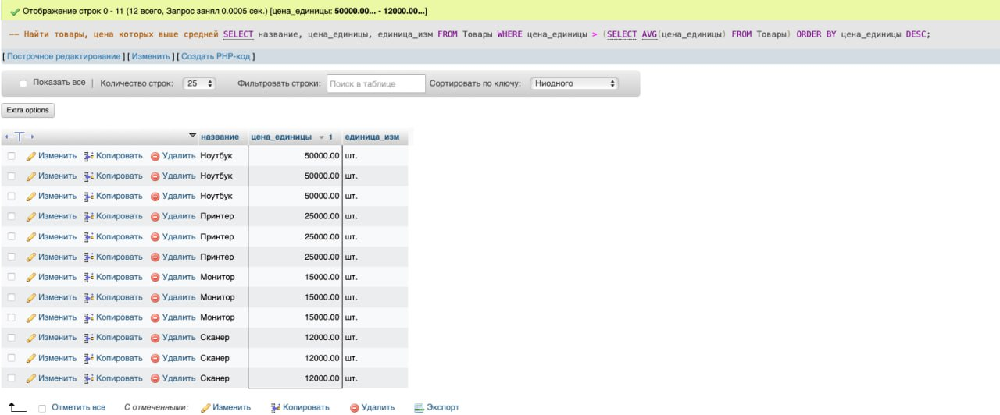 Отображение строк 0 - 11 (12 всего, Запрос занял 0.0005 сек.) [цена_единицы: 50000.00... - 12000.00...]
-- Найти товары, цена которых выше средней SELECT название, цена_единицы, единица_изм FROM Товары WHERE цена_единицы > (SELECT AVG(цена_единицы) FROM Товары) ORDER BY цена_единицы DESC;
[ Построчное редактирование ] [ Изменить ] [ Создать PHP-код ]
Показать все | Количество строк: 25 Фильтровать строки: Поиск в таблице Сортировать по ключу: Ниодного
Extra options
←T→ название цена_единицы 1 единица_изм
Изменить Копировать Удалить Ноутбук 50000.00 шт.
Изменить Копировать Удалить Ноутбук 50000.00 шт.
Изменить Копировать Удалить Ноутбук 50000.00 шт.
Изменить Копировать Удалить Принтер 25000.00 шт.
Изменить Копировать Удалить Принтер 25000.00 шт.
Изменить Копировать Удалить Принтер 25000.00 шт.
Изменить Копировать Удалить Монитор 15000.00 шт.
Изменить Копировать Удалить Монитор 15000.00 шт.
Изменить Копировать Удалить Монитор 15000.00 шт.
Изменить Копировать Удалить Сканер 12000.00 шт.
Изменить Копировать Удалить Сканер 12000.00 шт.
Изменить Копировать Удалить Сканер 12000.00 шт.
Отметить все С отмеченными: Изменить Копировать Удалить Экспорт